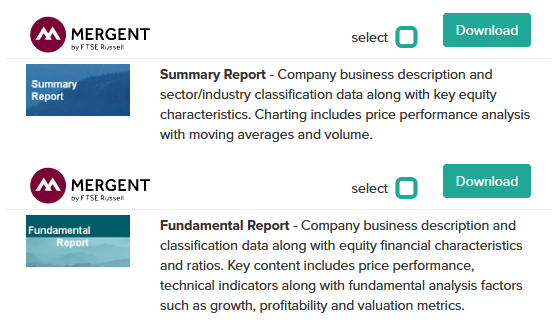 MERGENT
by FTSE Russell
select
Download
Summary
Report
Summary Report - Company business description and
sector/industry classification data along with key equity
characteristics. Charting includes price performance analysis
with moving averages and volume.
MERGENT
by FTSE Russell
select
Download
Fundamental
Report
Fundamental Report - Company business description and
classification data along with equity financial characteristics
and ratios. Key content includes price performance,
technical indicators along with fundamental analysis factors
such as growth, profitability and valuation metrics.